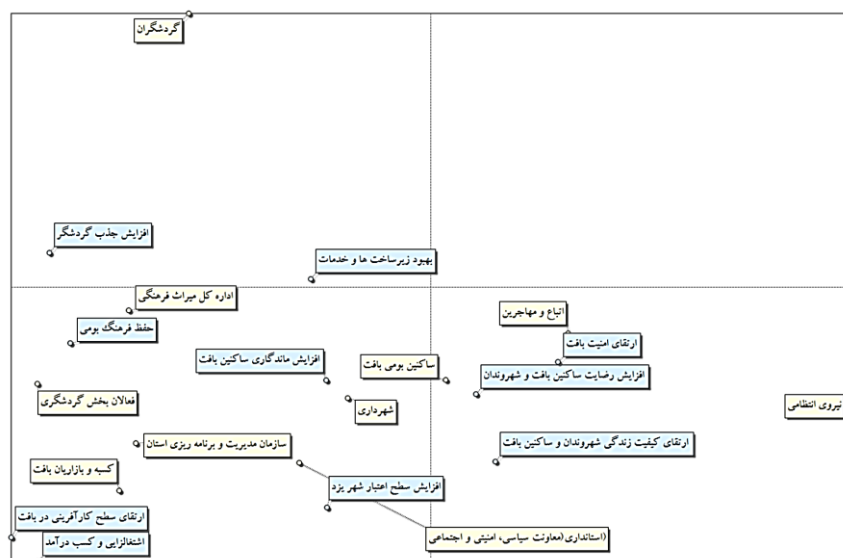 گردشگران
افزایش جذب گردشگر
بهبود زیرساخت ها و خدمات
اداره کل میراث فرهنگی
اتباع و مهاجرین
حفظ فرهنگ بومی
ارتقای امنیت بافت
افزایش ماندگاری ساکنین بافت
ساکنین بومی بافت
افزایش رضایت ساکنین بافت و شهروندان
فعالان بخش گردشگری
شهرداری
نیروی انتظامی
سازمان مدیریت و برنامه ریزی استان
ارتقای کیفیت زندگی شهروندان و ساکنین بافت
کسبه و بازاریان بافت
افزایش سطح اعتبار شهر یزد
ارتقای سطح کارآفرینی در بافت
استانداری(معاونت سیاسی، امنیتی و اجتماعی)
اشتغالزایی و کسب درآمد